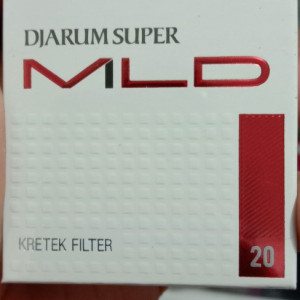 DJARUM SUPER
MLD
KRETEK FILTER
20